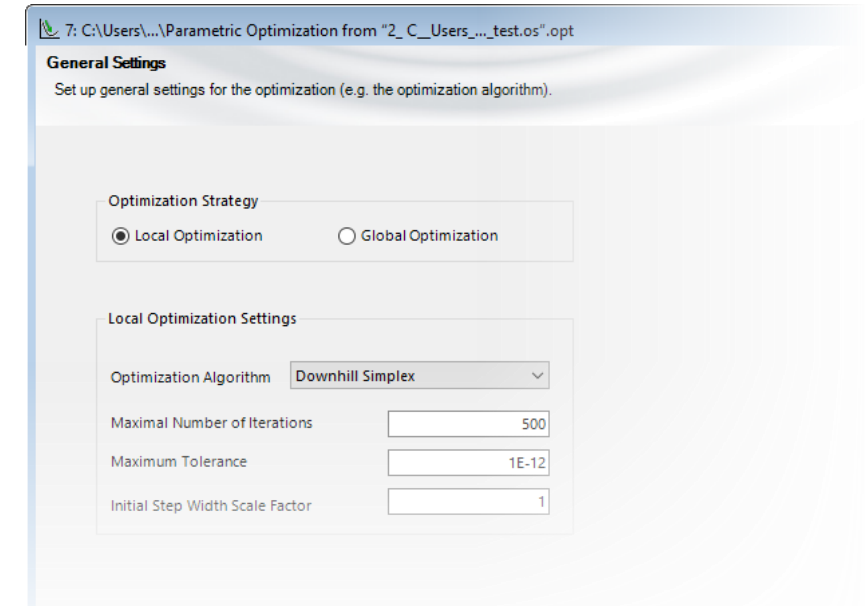 7: C:\Users\...\Parametric Optimization from "2_ C__Users_..._test.os".opt
General Settings
Set up general settings for the optimization (e.g. the optimization algorithm).
Optimization Strategy
Local Optimization Global Optimization
Local Optimization Settings
Optimization Algorithm Downhill Simplex
Maximal Number of Iterations 500
Maximum Tolerance 1E-12
Initial Step Width Scale Factor 1